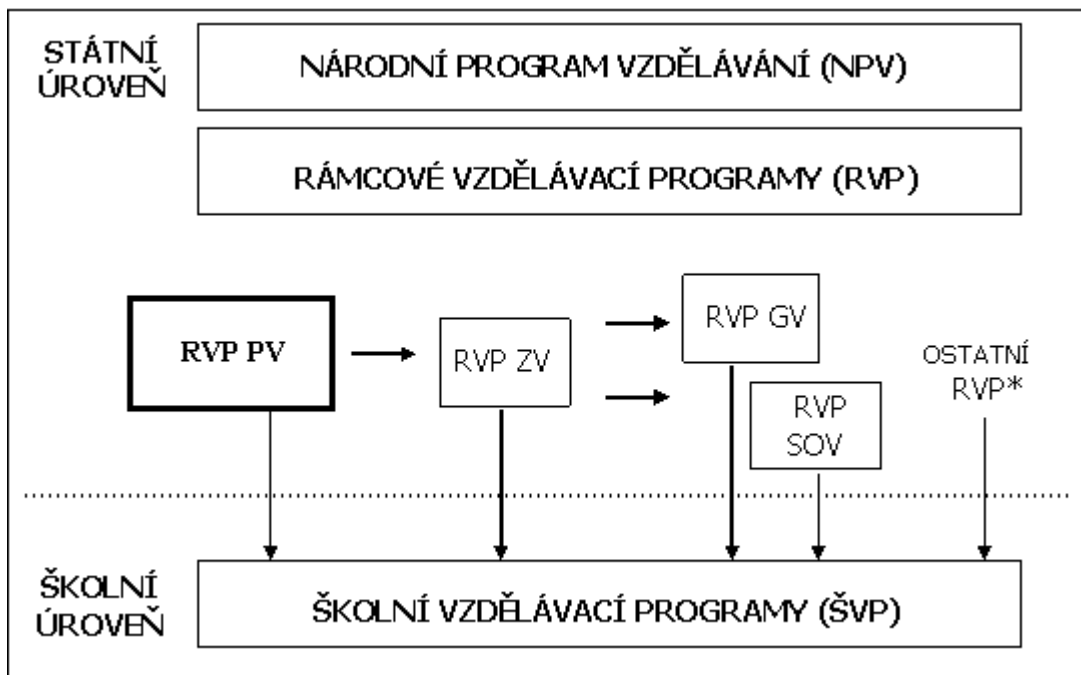 STÁTNÍ
ÚROVEŇ
NÁRODNÍ PROGRAM VZDĚLÁVÁNÍ (NPV)
RÁMCOVÉ VZDĚLÁVACÍ PROGRAMY (RVP)
RVP PV
RVP ZV
RVP GV
RVP
SOV
OSTATNÍ
RVP*
ŠKOLNÍ
ÚROVEŇ
ŠKOLNÍ VZDĚLÁVACÍ PROGRAMY (ŠVP)